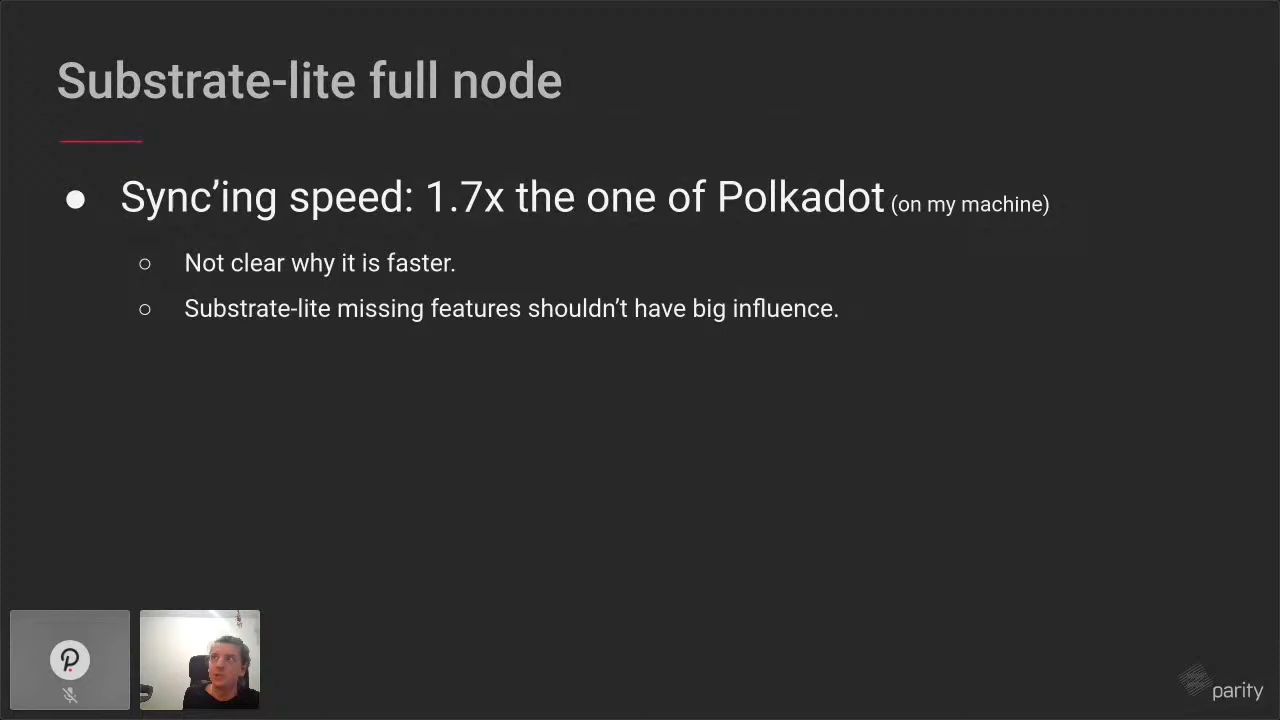 Substrate-lite full node
● Sync’ing speed: 1.7x the one of Polkadot (on my machine)
○ Not clear why it is faster.
○ Substrate-lite missing features shouldn’t have big influence.
parity